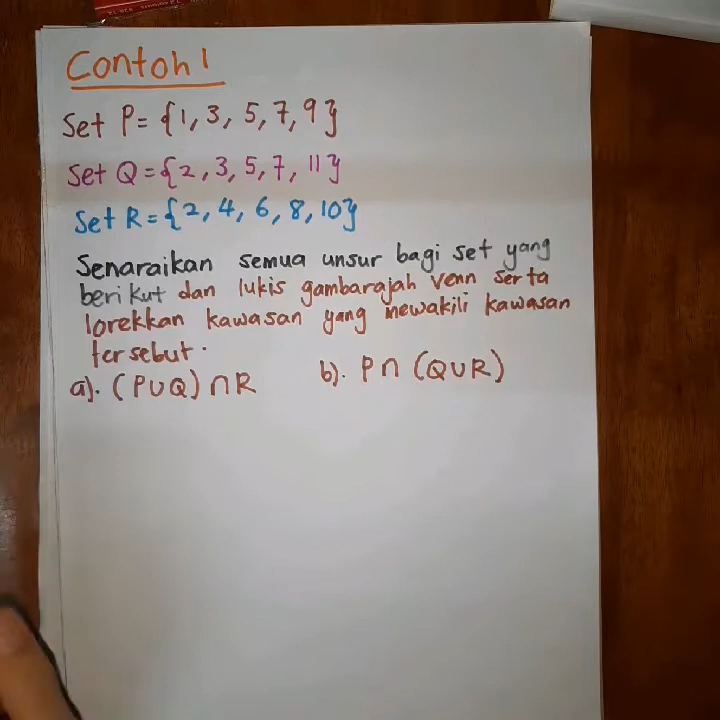 Contoh 1
Set P = {1, 3, 5, 7, 9}
Set Q = {2, 3, 5, 7, 11}
Set R = {2, 4, 6, 8, 10}
Senaraikan semua unsur bagi set yang
berikut dan lukis gambarajah venn serta
lorekkan kawasan yang mewakili kawasan
tersebut.
a). (P∪Q) ∩ R b). P ∩ (Q∪R)